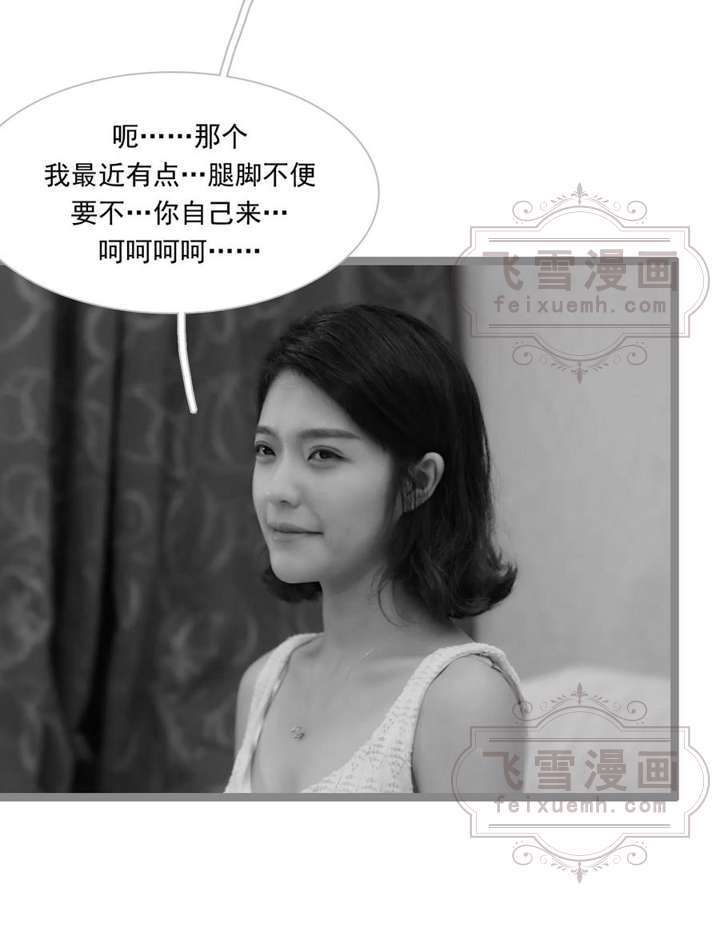 呃……那个
我最近有点…腿脚不便
要不…你自己来…
呵呵呵呵……
飞雪漫画
feixuemh.com
飞雪漫画
feixuemh.com